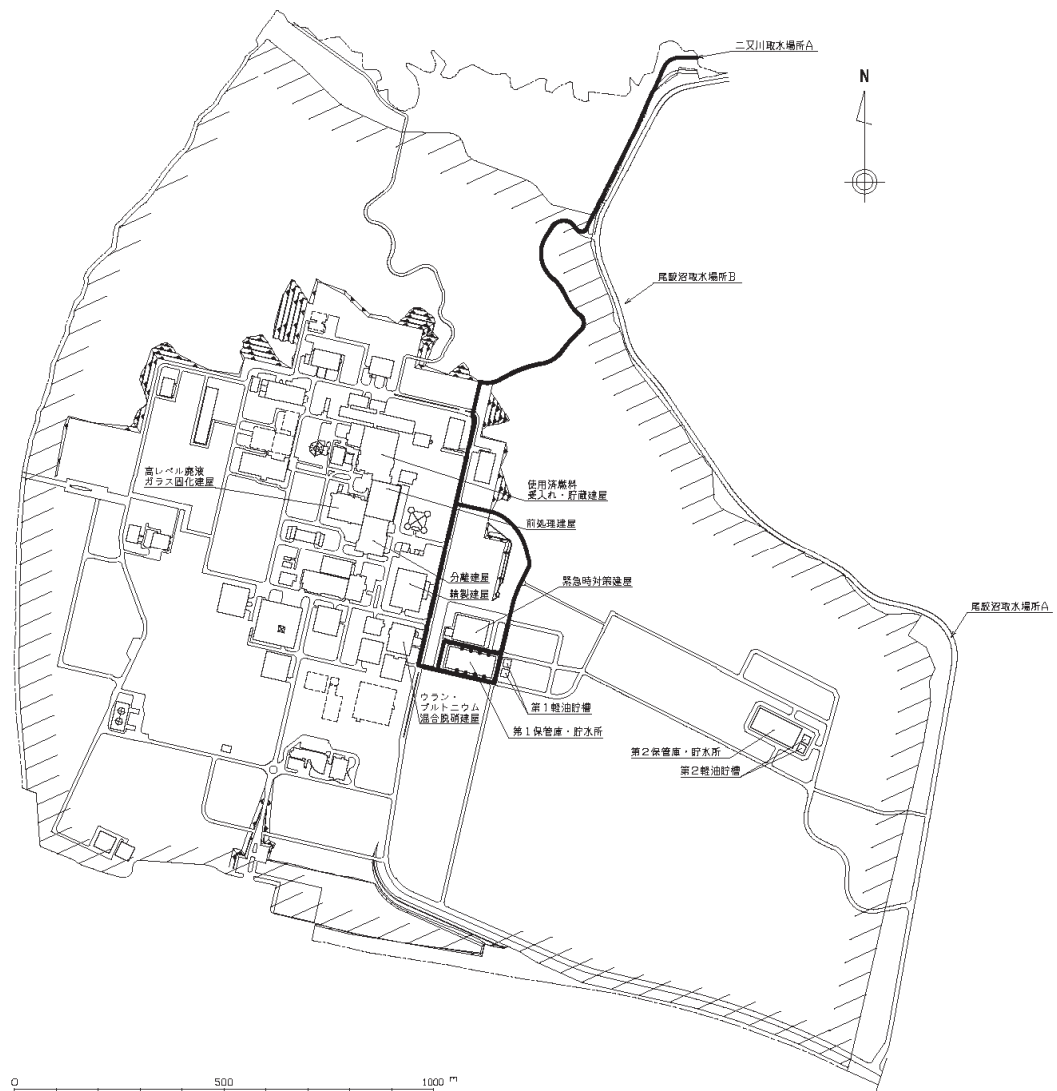 二又川取水場所A
N
尾駮沼取水場所B
高レベル廃液
ガラス固化建屋
使用済燃料
受入れ・貯蔵建屋
前処理建屋
分離建屋
精製建屋
緊急時対策建屋
尾駮沼取水場所A
ウラン・
プルトニウム
混合脱硝建屋
第1軽油貯槽
第1保管庫・貯水所
第2保管庫・貯水所
第2軽油貯槽
0 500 1000 m